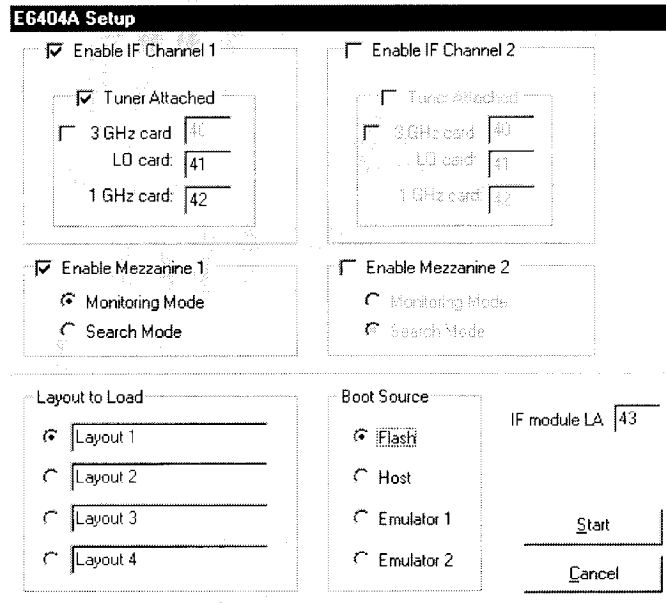 E6404A Setup
Enable IF Channel 1
Tuner Attached
3 GHz card 40
LO card: 41
1 GHz card: 42
Enable IF Channel 2
Tuner Attached
3 GHz card 40
LO card: 41
1 GHz card: 42
Enable Mezzanine 1
Monitoring Mode
Search Mode
Enable Mezzanine 2
Monitoring Mode
Search Mode
Layout to Load
Layout 1
Layout 2
Layout 3
Layout 4
Boot Source
Flash
Host
Emulator 1
Emulator 2
IF module LA 43
Start
Cancel